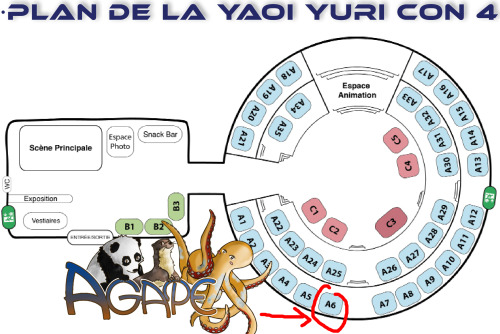 ·PLAN DE LA YAOI YURI CON 4
A18
A19
A20
A21
A34
A35
Espace
Animation
A17
A16
A15
A14
A13
A33
A32
A31
A30
C5
C4
C3
C1
C2
Scène Principale
Espace
Photo
Snack Bar
WC
Exposition
Vestiaires
ENTREE/SORTIE
B1
B2
B3
A1
A2
A3
A4
A5
A6
A22
A23
A24
A25
A26
A27
A28
A29
A7
A8
A9
A10
A11
A12
AGAPE